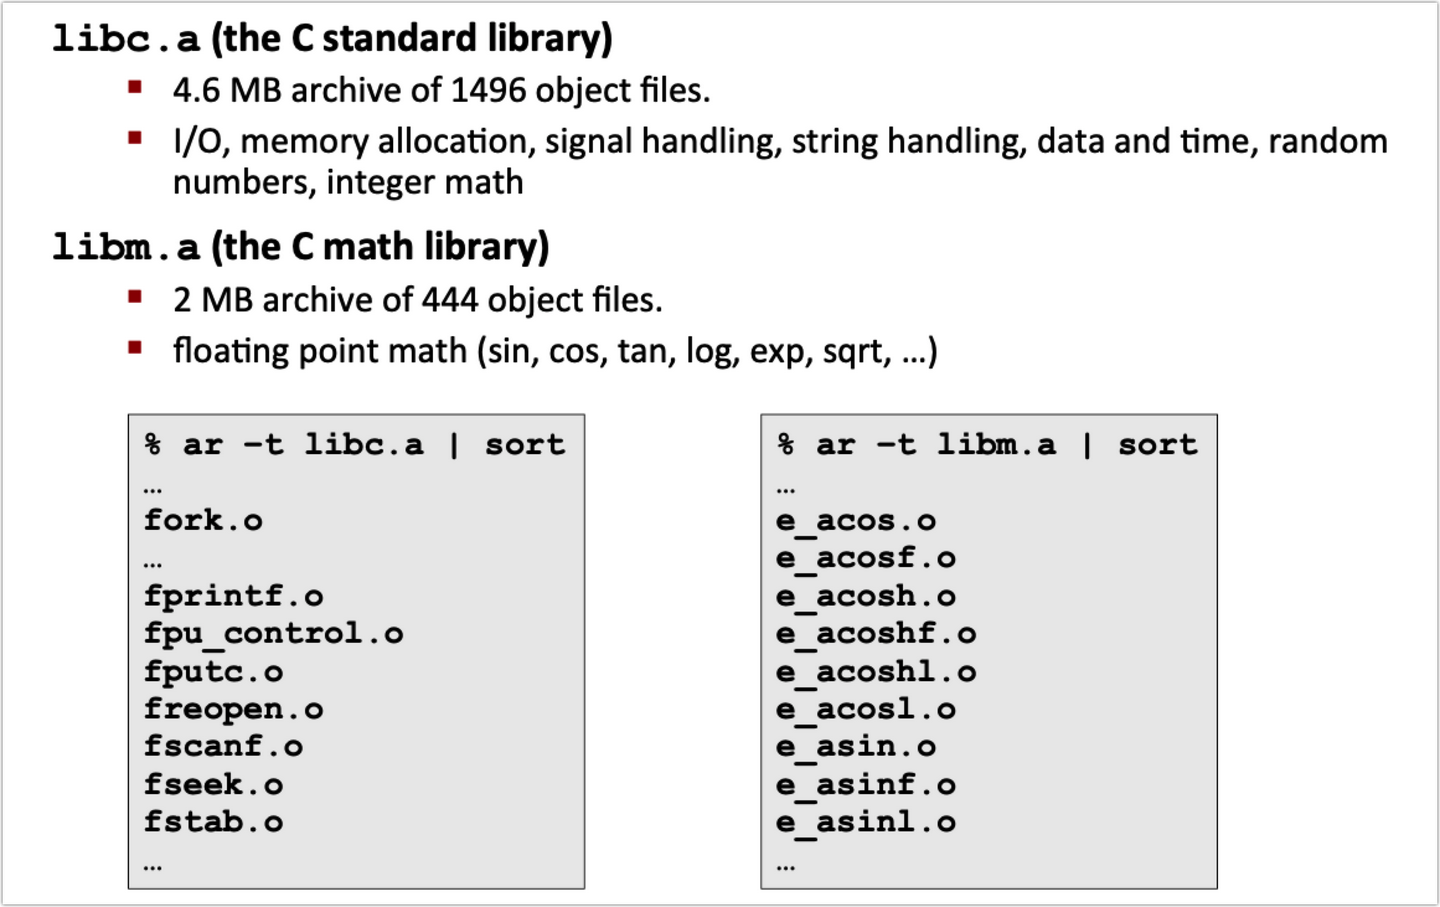 libc.a (the C standard library)
▪ 4.6 MB archive of 1496 object files.
▪ I/O, memory allocation, signal handling, string handling, data and time, random
numbers, integer math
libm.a (the C math library)
▪ 2 MB archive of 444 object files.
▪ floating point math (sin, cos, tan, log, exp, sqrt, …)
% ar –t libc.a | sort
…
fork.o
…
fprintf.o
fpu_control.o
fputc.o
freopen.o
fscanf.o
fseek.o
fstab.o
…
% ar –t libm.a | sort
…
e_acos.o
e_acosf.o
e_acosh.o
e_acoshf.o
e_acoshl.o
e_acosl.o
e_asin.o
e_asinf.o
e_asinl.o
…